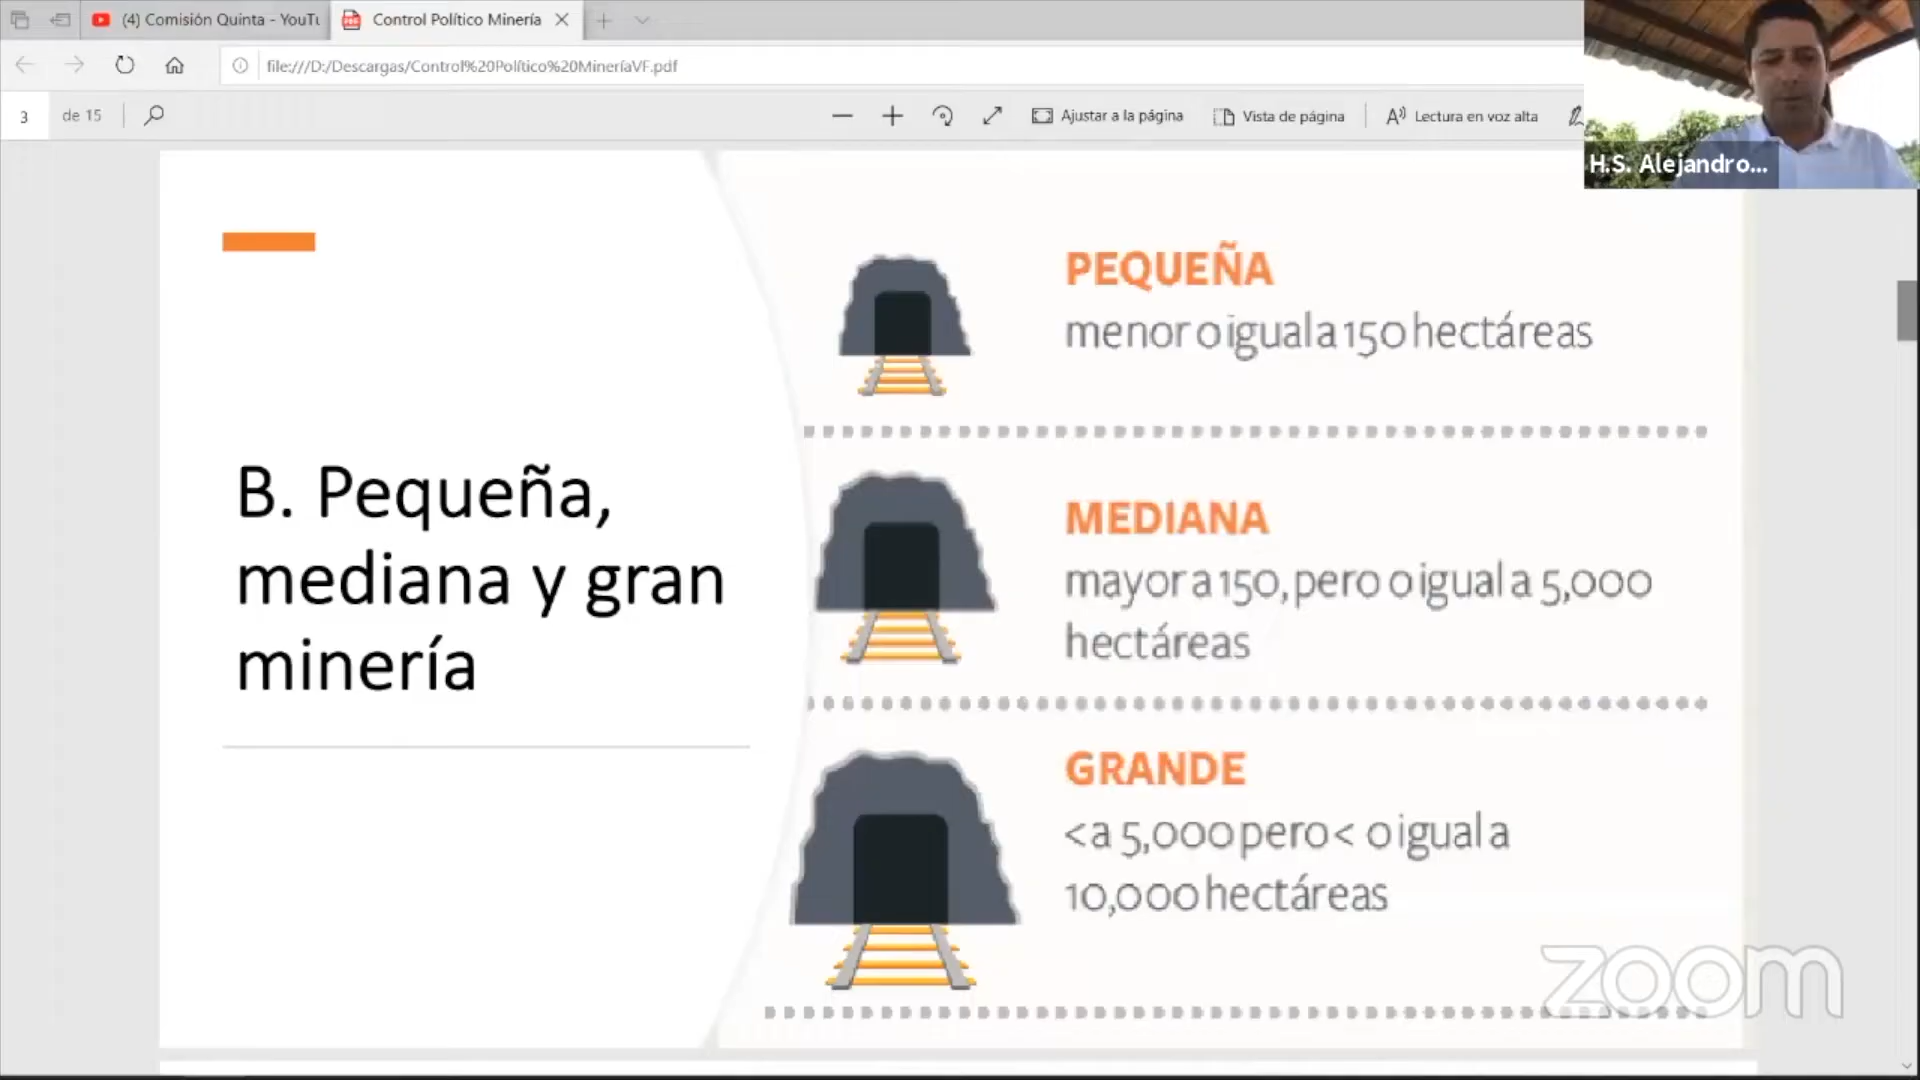 (4) Comisión Quinta - YouTu
Control Político Minería
file:///D:/Descargas/Control%20Político%20MineríaVF.pdf
3 de 15
Ajustar a la página
Vista de página
Lectura en voz alta
H.S. Alejandro...
B. Pequeña,
mediana y gran
minería
PEQUEÑA
menor o igual a 150 hectáreas
MEDIANA
mayor a 150, pero o igual a 5,000
hectáreas
GRANDE
< a 5,000 pero < o igual a
10,000 hectáreas
zoom